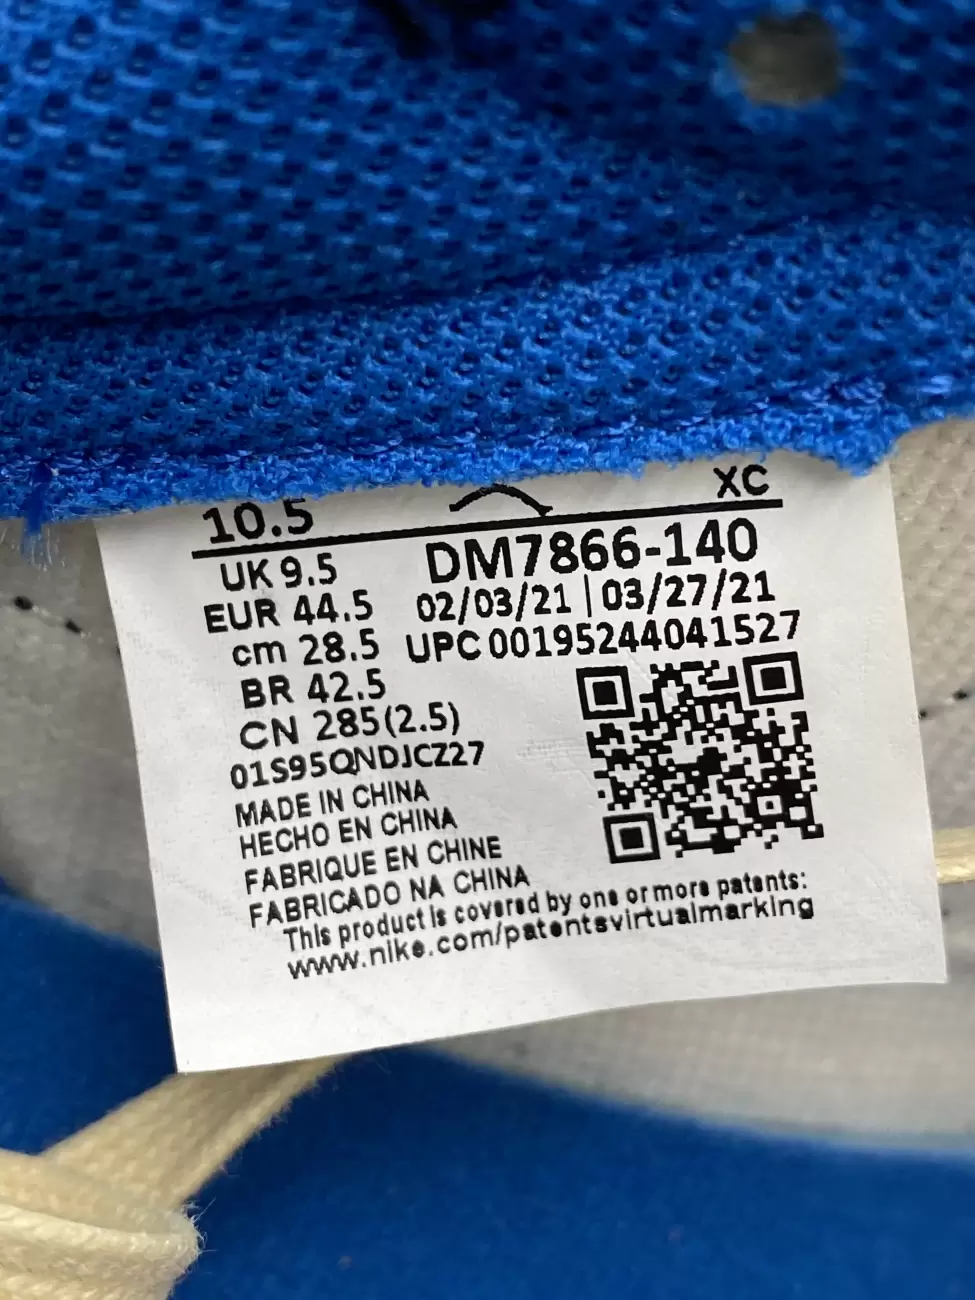 10.5 XC
UK 9.5 DM7866-140
EUR 44.5 02/03/21 | 03/27/21
cm 28.5 UPC 00195244041527
BR 42.5
CN 285(2.5)
01S95QNDJCZ27
MADE IN CHINA
HECHO EN CHINA
FABRIQUE EN CHINE
FABRICADO NA CHINA
This product is covered by one or more patents:
www.nike.com/patentsvirtualmarking